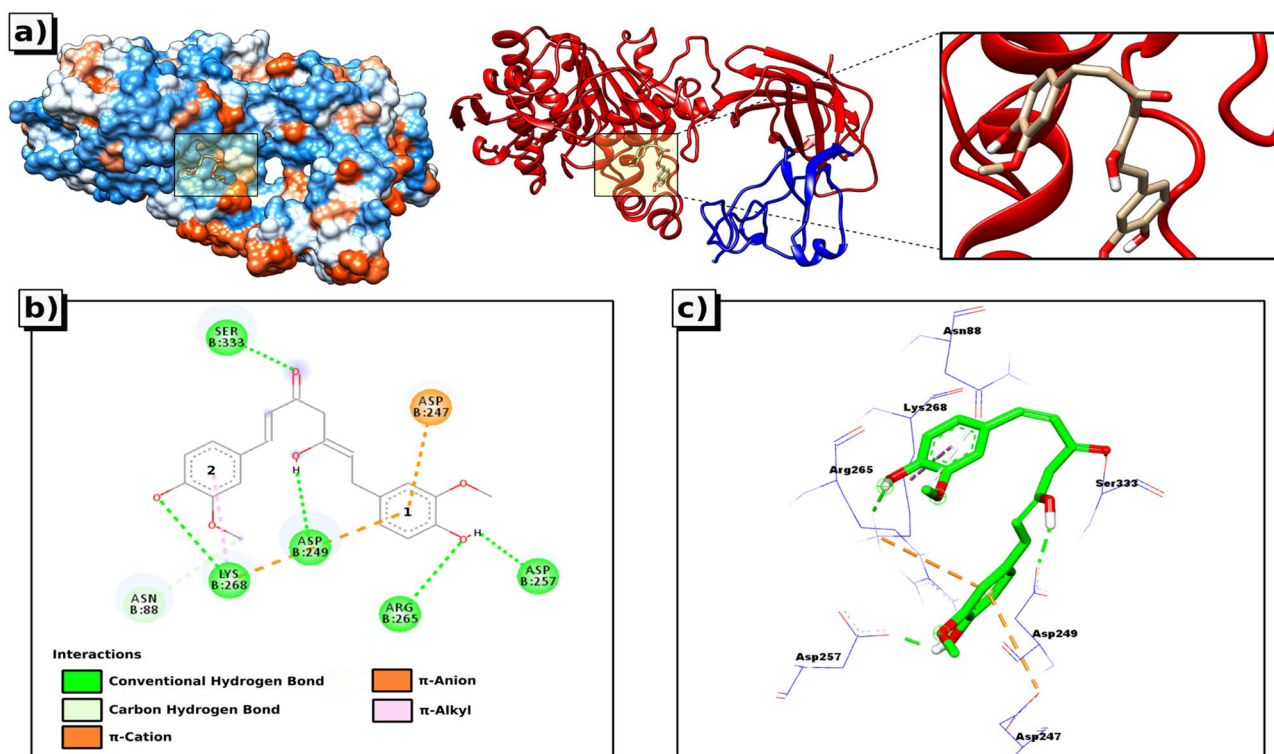 a)
b)
SER
B:333
ASP
B:247
2
H
1
ASP
B:249
H
LYS
B:268
ASN
B:88
ARG
B:265
ASP
B:257
Interactions
Conventional Hydrogen Bond
Carbon Hydrogen Bond
π-Cation
π-Anion
π-Alkyl
c)
Asn88
Lys268
Arg265
Ser333
Asp249
Asp257
Asp247